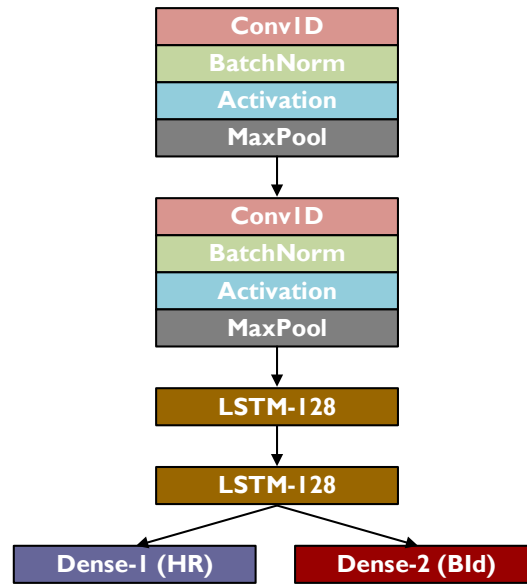 Conv1D
BatchNorm
Activation
MaxPool
Conv1D
BatchNorm
Activation
MaxPool
LSTM-128
LSTM-128
Dense-1 (HR)
Dense-2 (BId)